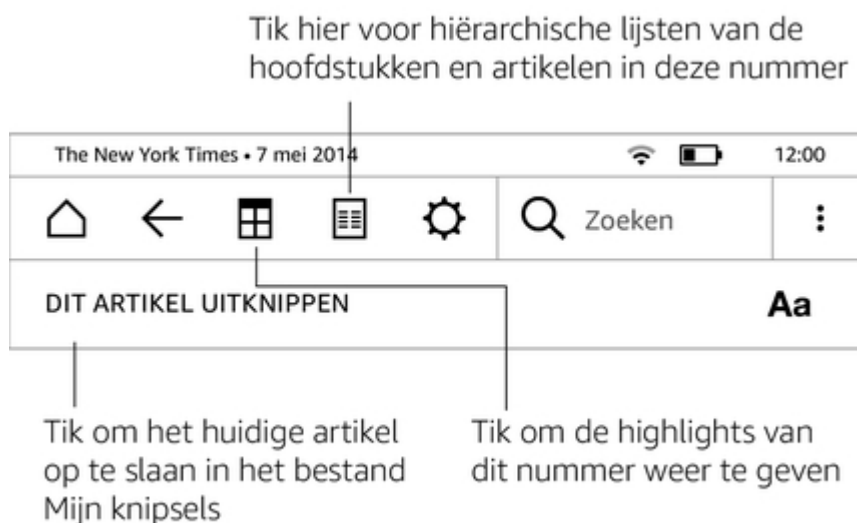 Tik hier voor hiërarchische lijsten van de
hoofdstukken en artikelen in deze nummer
The New York Times • 7 mei 2014
12:00
Zoeken
DIT ARTIKEL UITKNIPPEN
Aa
Tik om het huidige artikel
op te slaan in het bestand
Mijn knipsels
Tik om de highlights van
dit nummer weer te geven